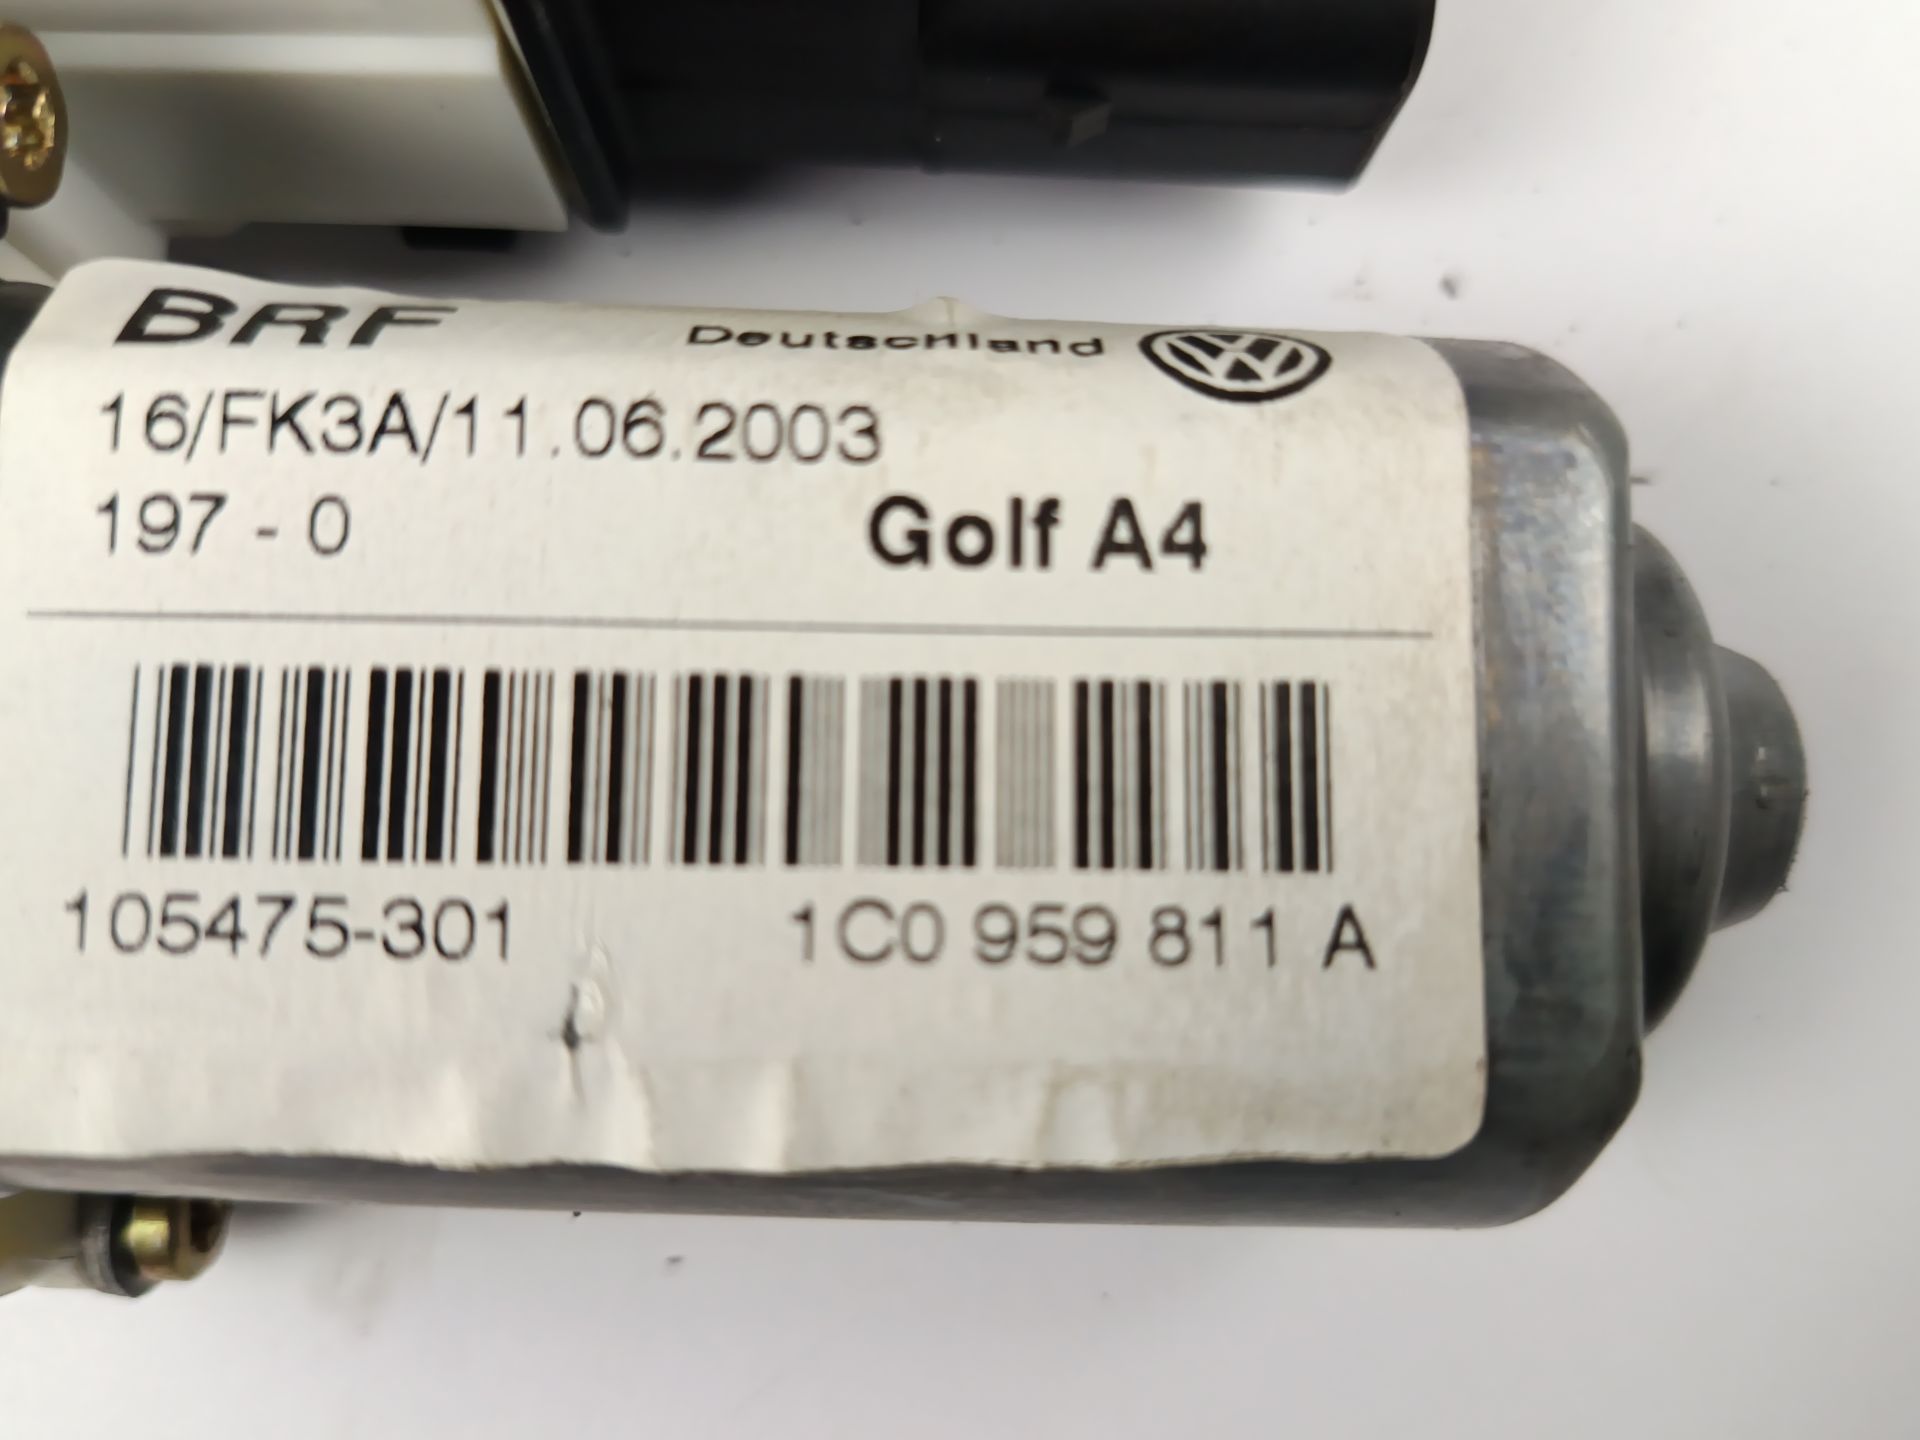 BRF Deutschland
16/FK3A/11.06.2003
197 - 0 Golf A4
105475-301 1C0 959 811 A